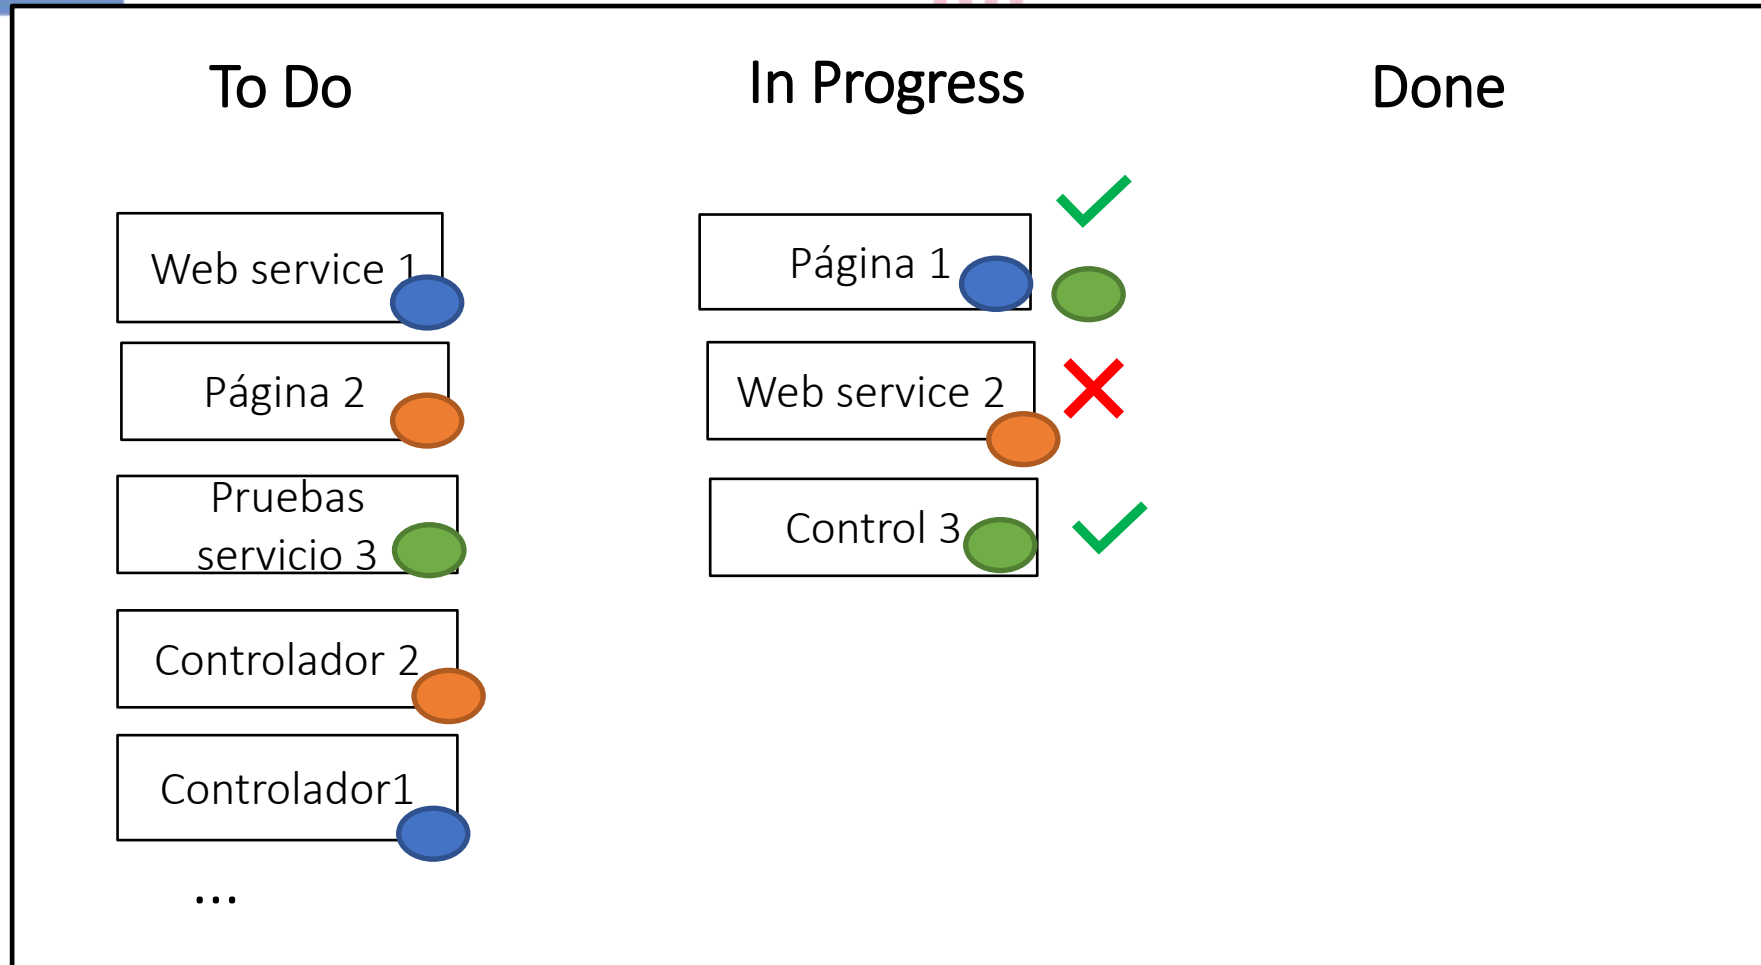 To Do
In Progress
Done
Web service 1
Página 2
Pruebas
servicio 3
Controlador 2
Controlador1
...
Página 1
Web service 2
Control 3